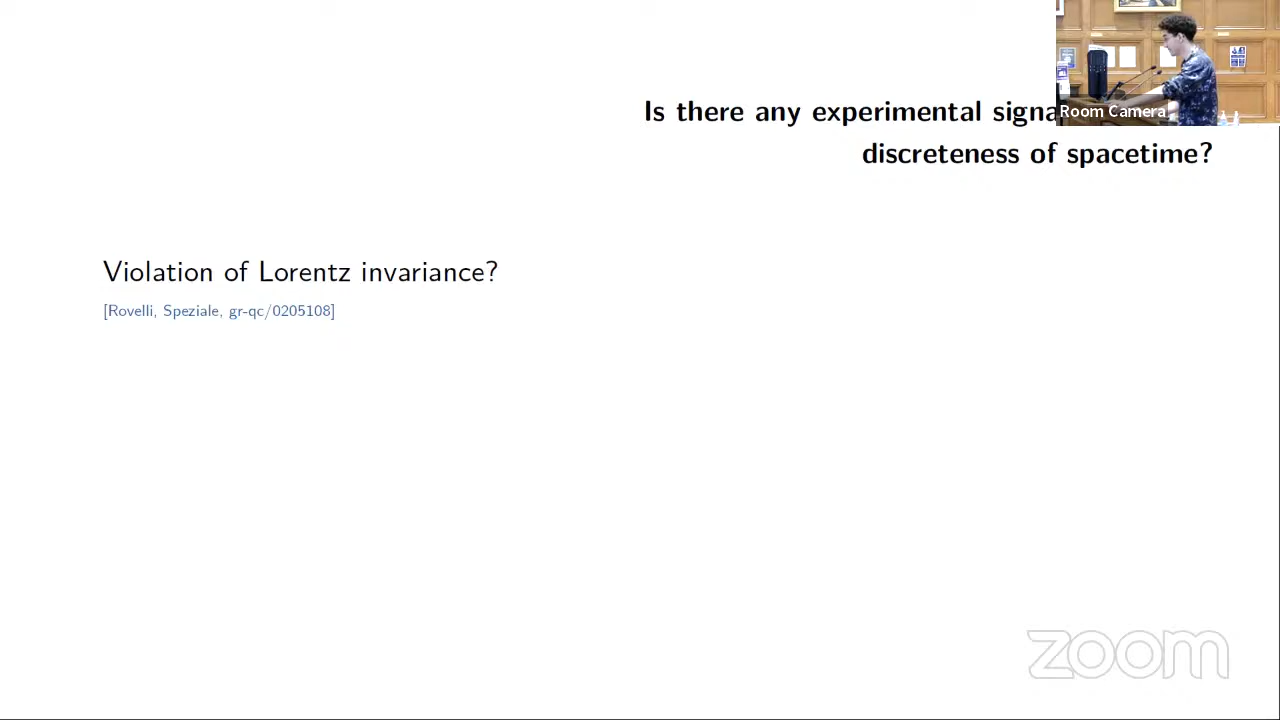 Is there any experimental signa
discreteness of spacetime?
Room Camera
Violation of Lorentz invariance?
[Rovelli, Speziale, gr-qc/0205108]
zoom